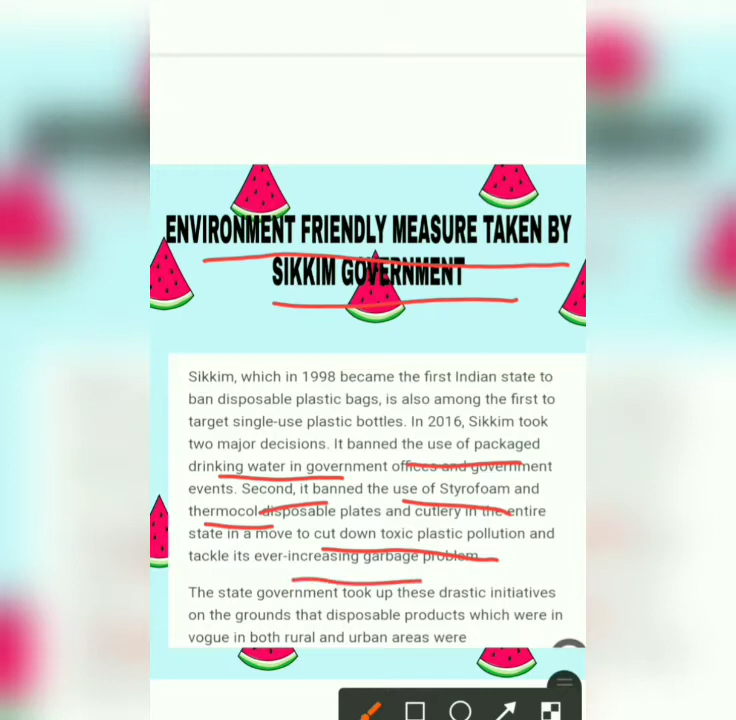 ENVIRONMENT FRIENDLY MEASURE TAKEN BY
SIKKIM GOVERNMENT
Sikkim, which in 1998 became the first Indian state to
ban disposable plastic bags, is also among the first to
target single-use plastic bottles. In 2016, Sikkim took
two major decisions. It banned the use of packaged
drinking water in government offices and government
events. Second, it banned the use of Styrofoam and
thermocol disposable plates and cutlery in the entire
state in a move to cut down toxic plastic pollution and
tackle its ever-increasing garbage problem.
The state government took up these drastic initiatives
on the grounds that disposable products which were in
vogue in both rural and urban areas were